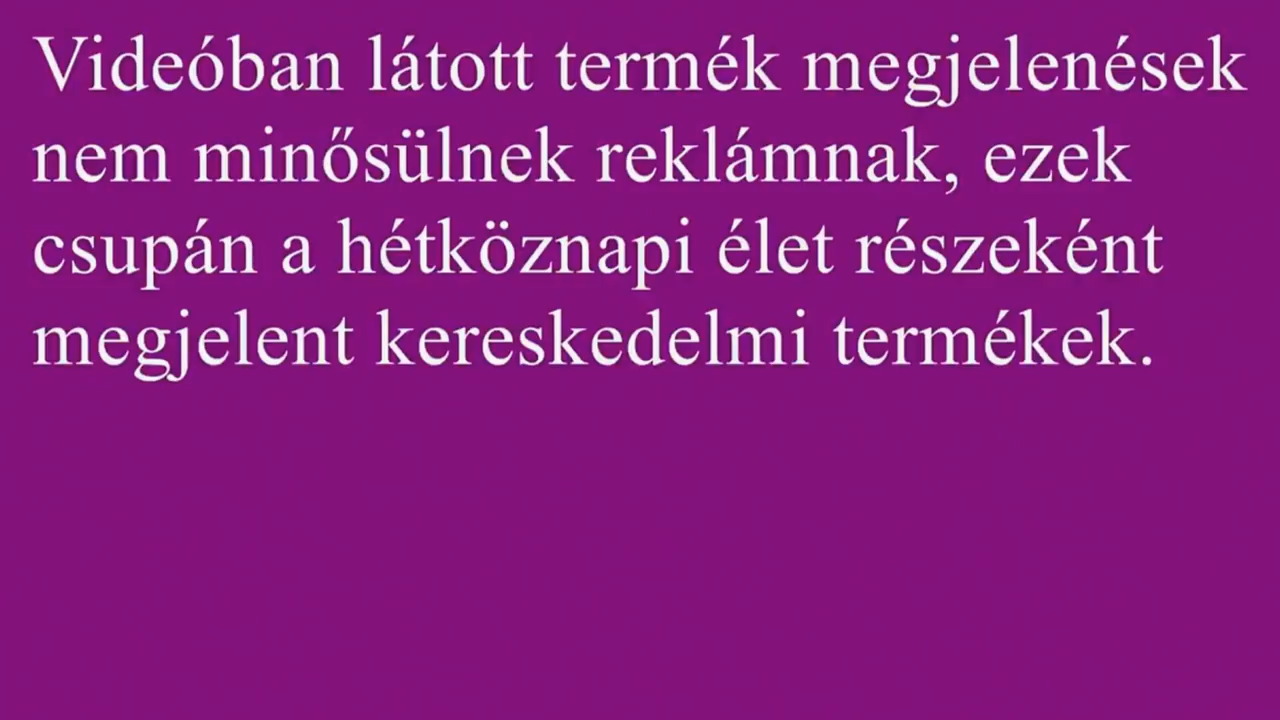 Videóban látott termék megjelenések
nem minősülnek reklámnak, ezek
csupán a hétköznapi élet részeként
megjelent kereskedelmi termékek.